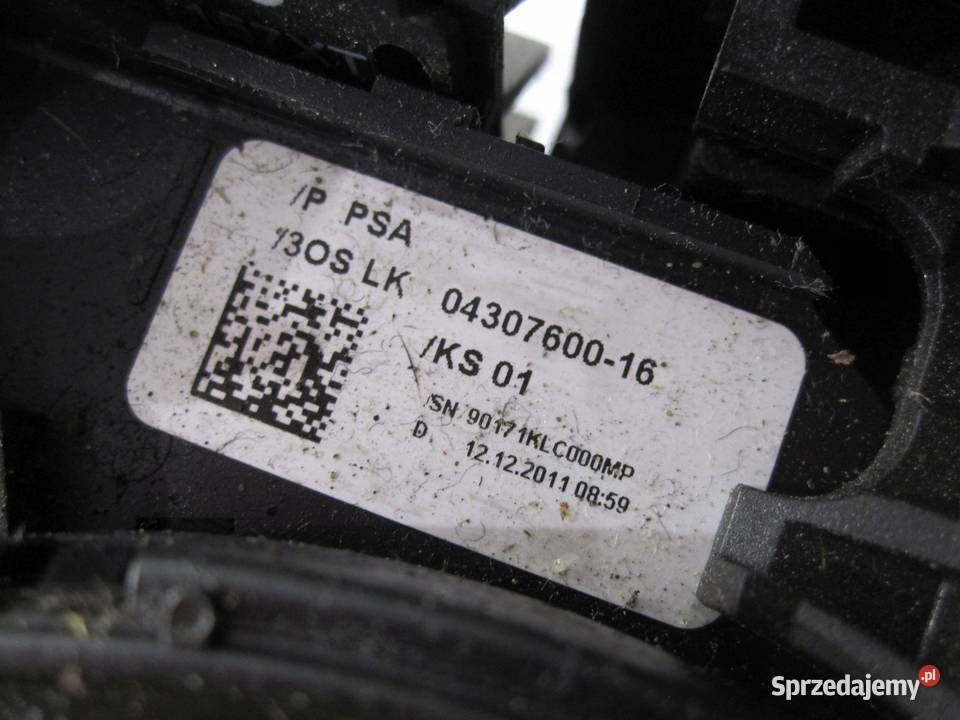 /P PSA
/3OS LK 04307600-16
/KS 01
/SN 90171KLC000MP
D 12.12.2011 08:59
Sprzedajemy.pl